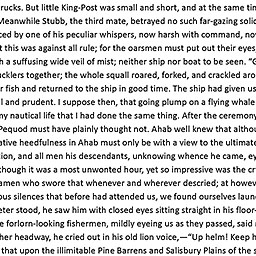 rucks. But little King-Post was small and short, and at the same tim
Meanwhile Stubb, the third mate, betrayed no such far-gazing solic
ced by one of his peculiar whispers, now harsh with command, nov
t this was against all rule; for the oarsmen must put out their eyes,
h a suffusing wide veil of mist; neither ship nor boat to be seen. “G
ucklers together; the whole squall roared, forked, and crackled arou
r fish and returned to the ship in good time. The ship had given us
l and prudent. I suppose then, that going plump on a flying whale
my nautical life that I had done the same thing. After the ceremony
Pequod must have plainly thought not. Ahab well knew that althou
ative heedfulness in Ahab must only be with a view to the ultimate
tion, and all men his descendants, unknowing whence he came, ey
though it was a most unwonted hour, yet so impressive was the cr
amen who swore that whenever and wherever descried; at howev
ous silences that before had attended us, we found ourselves laun
eter stood, he saw him with closed eyes sitting straight in his floor-
e forlorn-looking fishermen, mildly eyeing us as they passed, said n
her headway, he cried out in his old lion voice,—“Up helm! Keep h
that upon the illimitable Pine Barrens and Salisbury Plains of the s